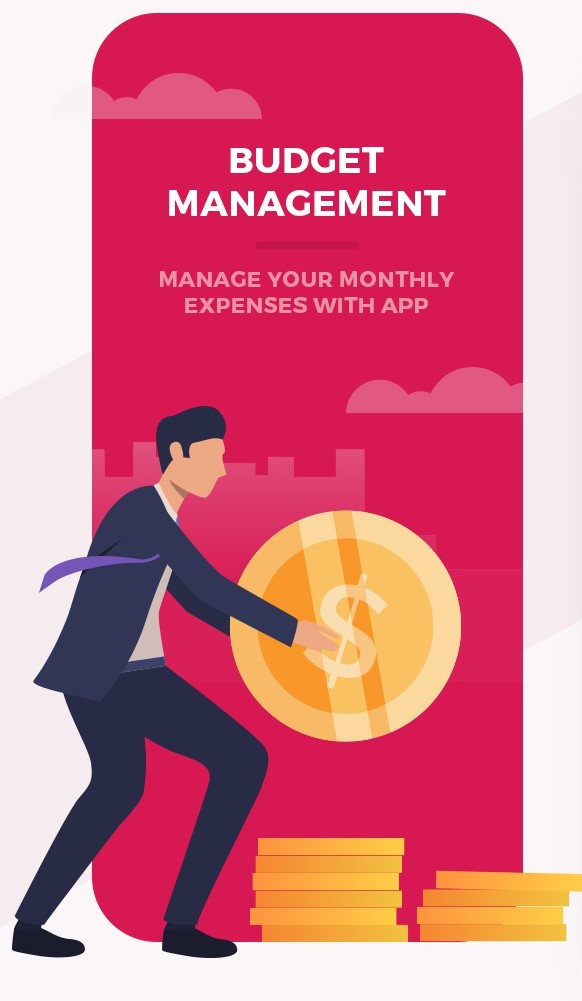 BUDGET
MANAGEMENT
MANAGE YOUR MONTHLY
EXPENSES WITH APP
$